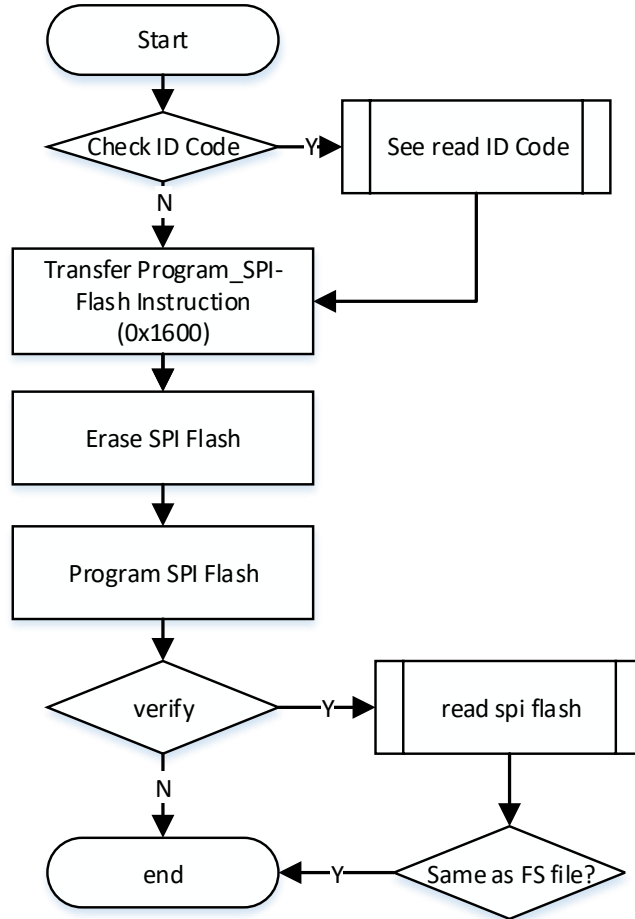 Start
Check ID Code
Y
See read ID Code
N
Transfer Program_SPI-
Flash Instruction
(0x1600)
Erase SPI Flash
Program SPI Flash
verify
Y
read spi flash
N
end
Y
Same as FS file?